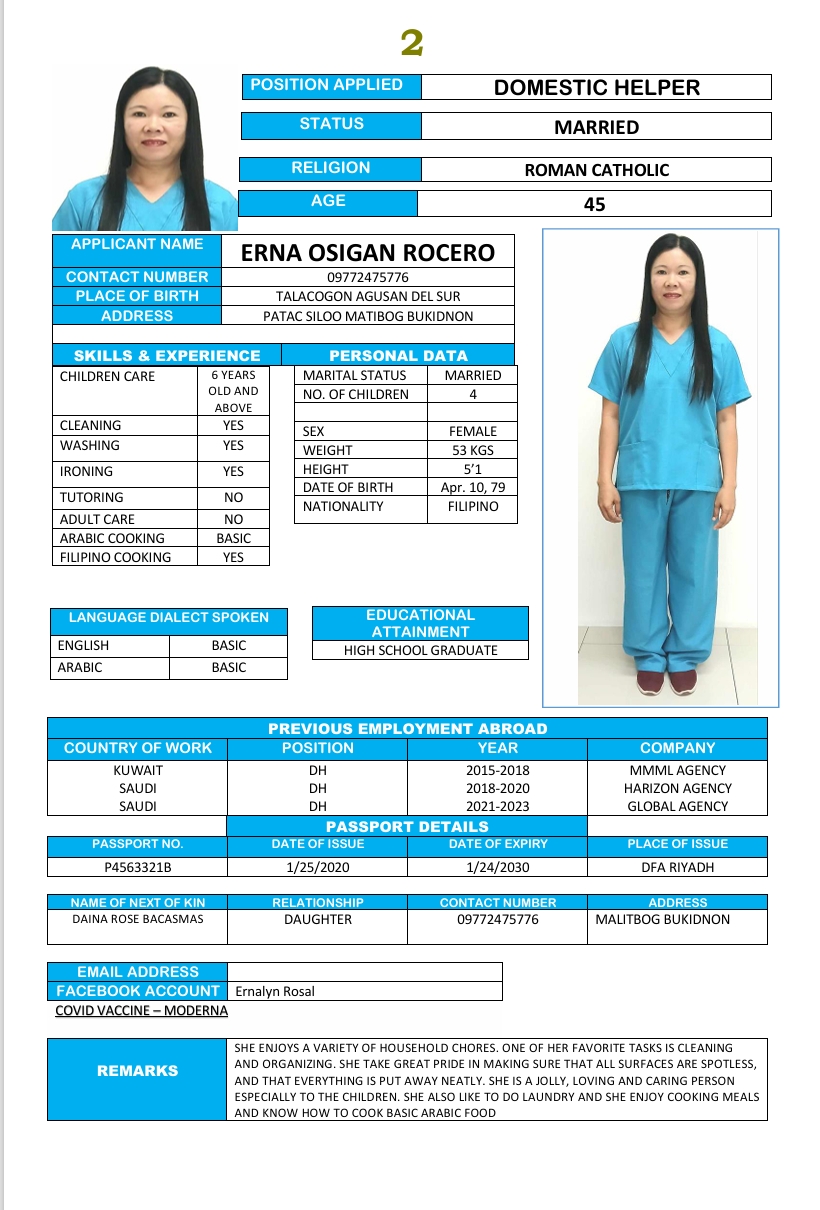 2
POSITION APPLIED DOMESTIC HELPER
STATUS MARRIED
RELIGION ROMAN CATHOLIC
AGE 45
APPLICANT NAME ERNA OSIGAN ROCERO
CONTACT NUMBER 09772475776
PLACE OF BIRTH TALACOGON AGUSAN DEL SUR
ADDRESS PATAC SILOO MATIBOG BUKIDNON
SKILLS & EXPERIENCE
CHILDREN CARE 6 YEARS
OLD AND
ABOVE
CLEANING YES
WASHING YES
IRONING YES
TUTORING NO
ADULT CARE NO
ARABIC COOKING BASIC
FILIPINO COOKING YES
PERSONAL DATA
MARITAL STATUS MARRIED
NO. OF CHILDREN 4
SEX FEMALE
WEIGHT 53 KGS
HEIGHT 5’1
DATE OF BIRTH Apr. 10, 79
NATIONALITY FILIPINO
LANGUAGE DIALECT SPOKEN
ENGLISH BASIC
ARABIC BASIC
EDUCATIONAL
ATTAINMENT
HIGH SCHOOL GRADUATE
PREVIOUS EMPLOYMENT ABROAD
COUNTRY OF WORK POSITION YEAR COMPANY
KUWAIT DH 2015-2018 MMML AGENCY
SAUDI DH 2018-2020 HARIZON AGENCY
SAUDI DH 2021-2023 GLOBAL AGENCY
PASSPORT DETAILS
PASSPORT NO. DATE OF ISSUE DATE OF EXPIRY PLACE OF ISSUE
P4563321B 1/25/2020 1/24/2030 DFA RIYADH
NAME OF NEXT OF KIN RELATIONSHIP CONTACT NUMBER ADDRESS
DAINA ROSE BACASMAS DAUGHTER 09772475776 MALITBOG BUKIDNON
EMAIL ADDRESS
FACEBOOK ACCOUNT Ernalyn Rosal
COVID VACCINE – MODERNA
REMARKS
SHE ENJOYS A VARIETY OF HOUSEHOLD CHORES. ONE OF HER FAVORITE TASKS IS CLEANING
AND ORGANIZING. SHE TAKE GREAT PRIDE IN MAKING SURE THAT ALL SURFACES ARE SPOTLESS,
AND THAT EVERYTHING IS PUT AWAY NEATLY. SHE IS A JOLLY, LOVING AND CARING PERSON
ESPECIALLY TO THE CHILDREN. SHE ALSO LIKE TO DO LAUNDRY AND SHE ENJOY COOKING MEALS
AND KNOW HOW TO COOK BASIC ARABIC FOOD